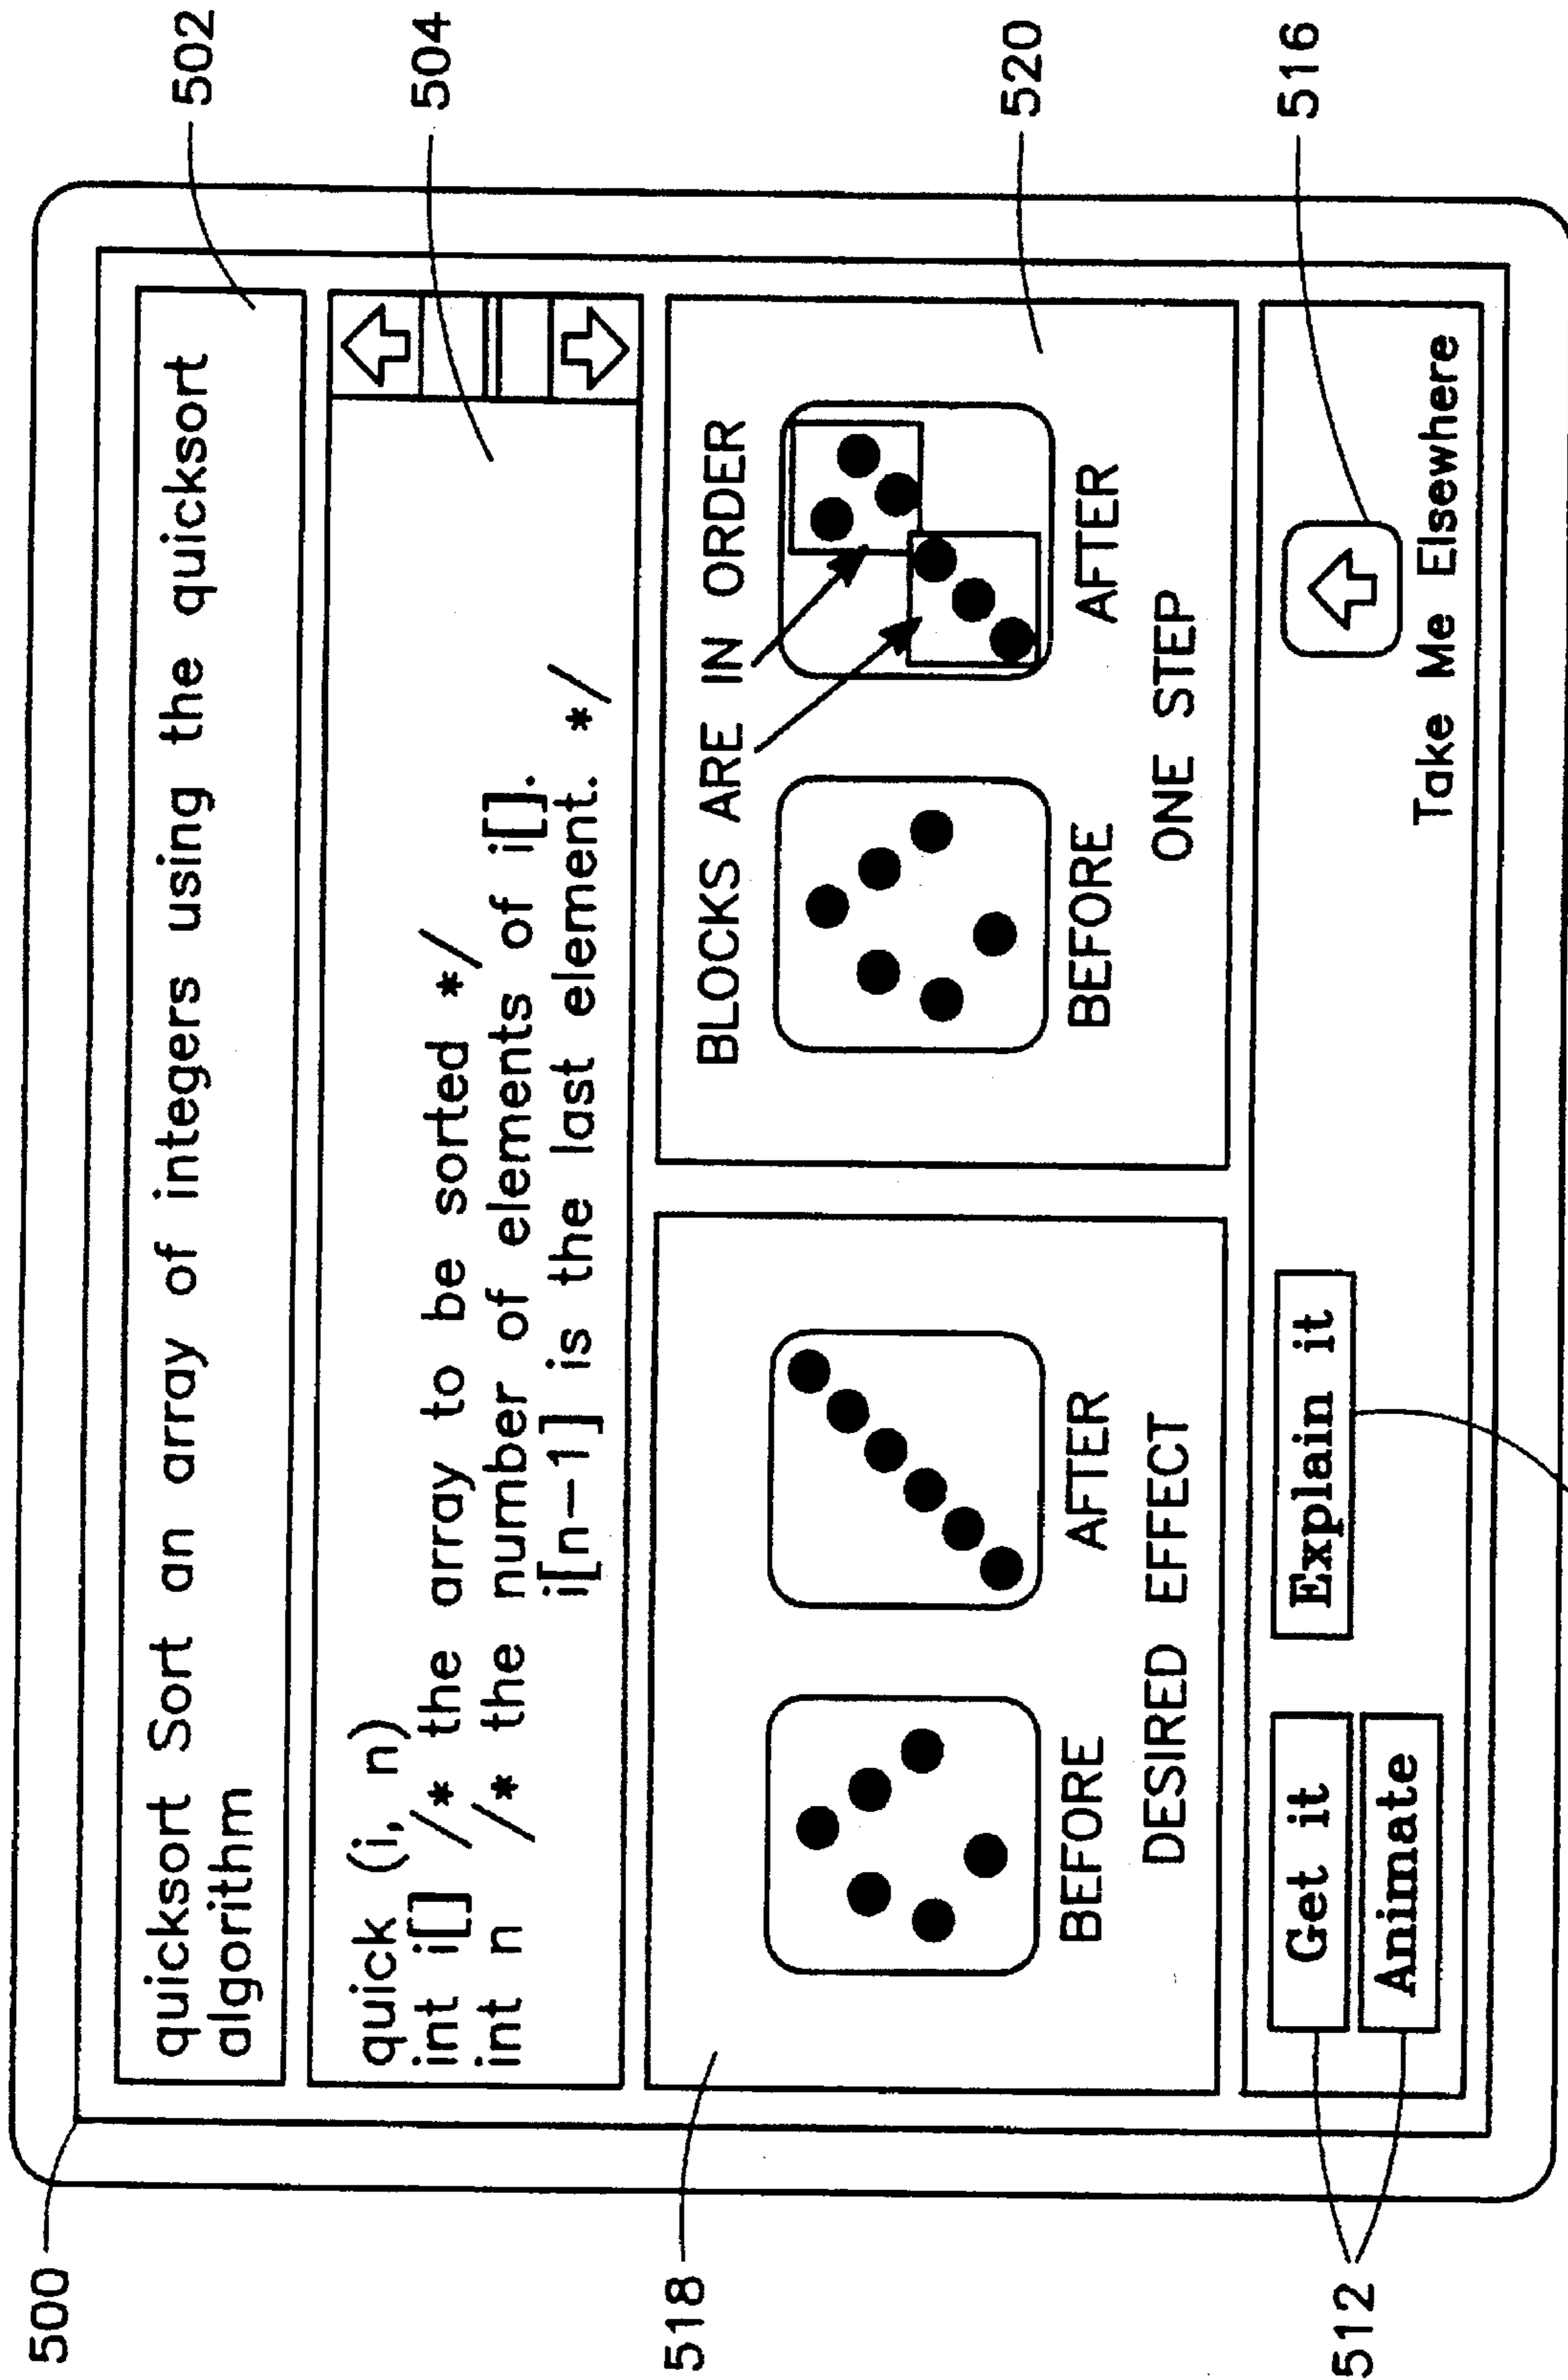 500
502
quicksort Sort an array of integers using the quicksort
algorithm
504
quick (i, n)
int i[] /* the array to be sorted */
int n /* the number of elements of i[].
i[n-1] is the last element. */
518
BEFORE
AFTER
DESIRED EFFECT
520
BLOCKS ARE IN ORDER
BEFORE
AFTER
ONE STEP
512
Get it
Animate
Explain it
516
Take Me Elsewhere